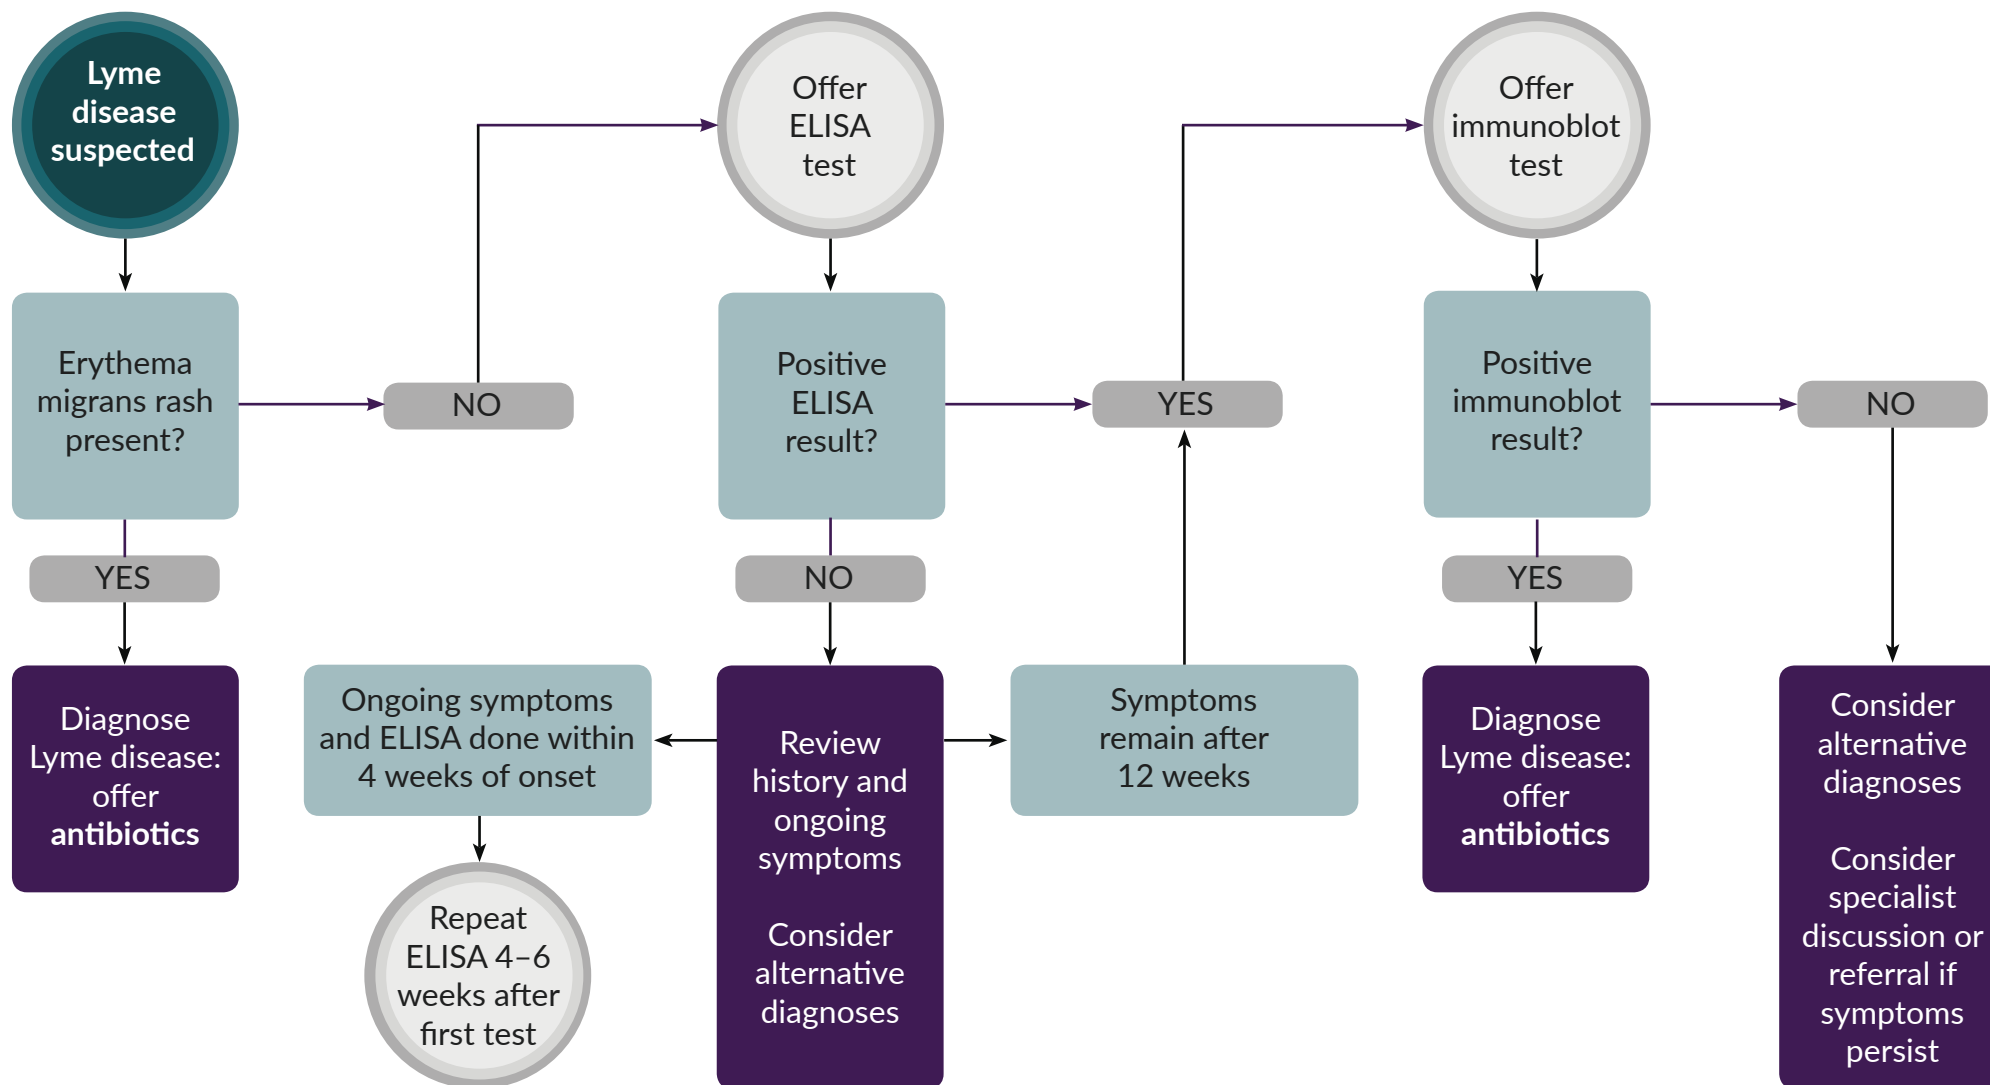 Lyme
disease
suspected
Offer
ELISA
test
Offer
immunoblot
test
Erythema
migrans rash
present?
NO
Positive
ELISA
result?
YES
Positive
immunoblot
result?
NO
YES
NO
YES
Diagnose
Lyme disease:
offer
antibiotics
Ongoing symptoms
and ELISA done within
4 weeks of onset
Repeat
ELISA 4–6
weeks after
first test
Review
history and
ongoing
symptoms
Consider
alternative
diagnoses
Symptoms
remain after
12 weeks
Diagnose
Lyme disease:
offer
antibiotics
Consider
alternative
diagnoses
Consider
specialist
discussion or
referral if
symptoms
persist